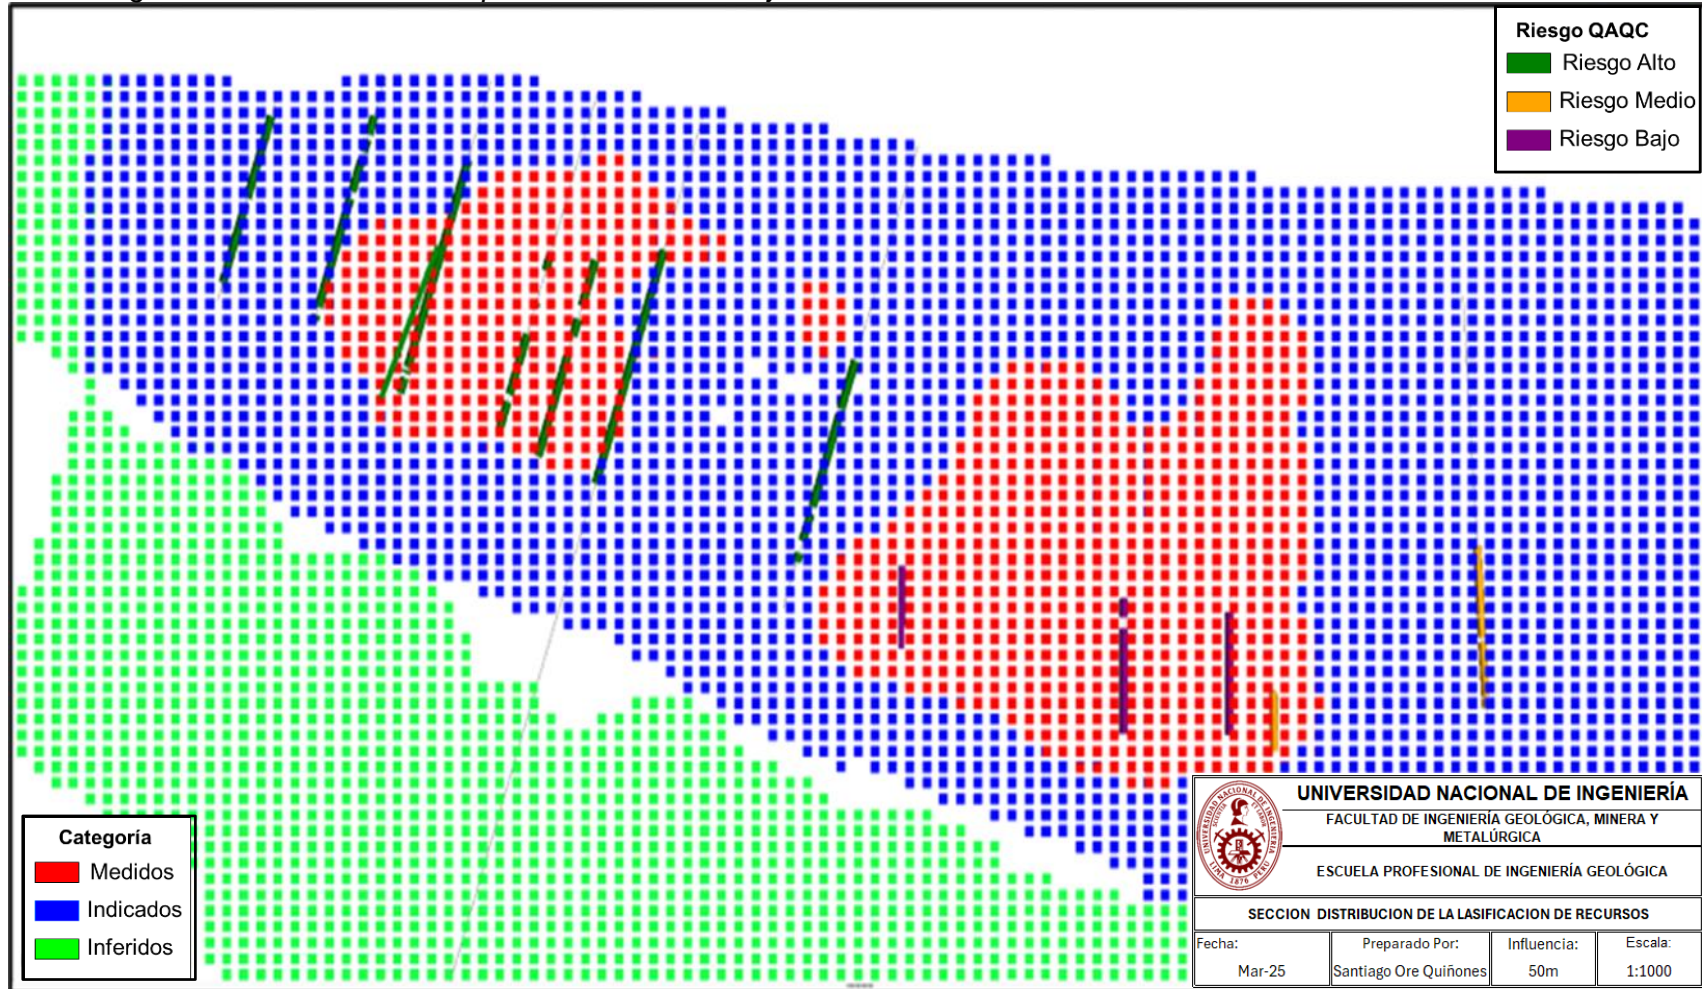 Riesgo QAQC
Riesgo Alto
Riesgo Medio
Riesgo Bajo
Categoría
Medidos
Indicados
Inferidos
UNIVERSIDAD NACIONAL DE INGENIERÍA
FACULTAD DE INGENIERÍA GEOLÓGICA, MINERA Y
METALÚRGICA
ESCUELA PROFESIONAL DE INGENIERÍA GEOLÓGICA
SECCION DISTRIBUCION DE LA LASIFICACION DE RECURSOS
Fecha: Preparado Por: Influencia: Escala:
Mar-25 Santiago Ore Quiñones 50m 1:1000